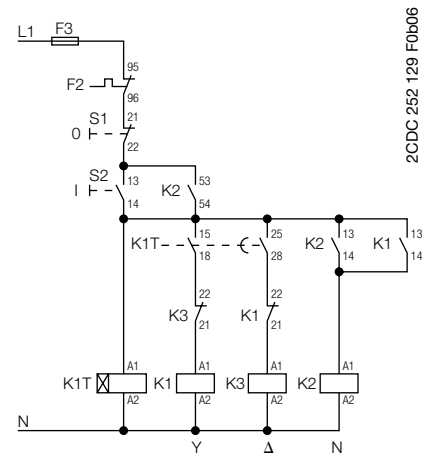 2CDC 252 129 F0b06
L1 F3
95
F2
96
S1 21
0
22
S2 13 53
I K2
14 54
15 25 13 13
K1T K2 K1
18 28 14 14
22 22
K3 K1
21 21
A1 A1 A1 A1
K1T K1 K3 K2
A2 A2 A2 A2
N
Y Δ N